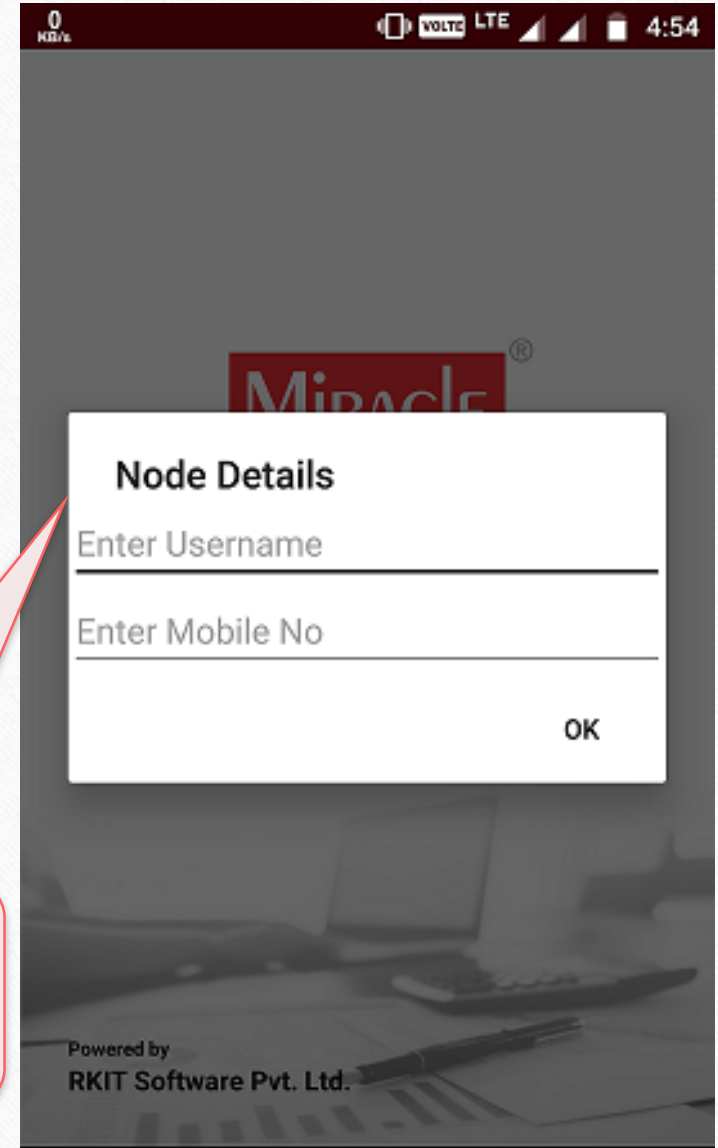 0
KB/s
VOLTE LTE 4:54
®
MiRACLE
Node Details
Enter Username
Enter Mobile No
OK
Powered by
RKIT Software Pvt. Ltd.